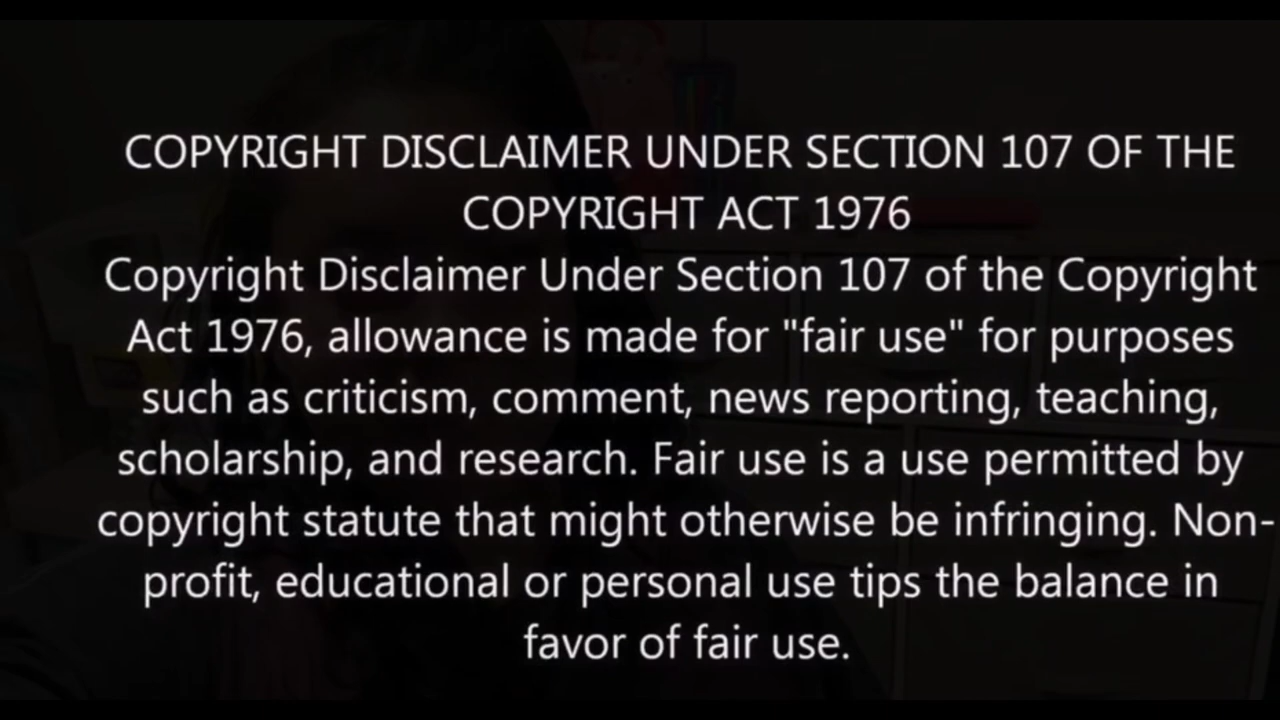 COPYRIGHT DISCLAIMER UNDER SECTION 107 OF THE
COPYRIGHT ACT 1976
Copyright Disclaimer Under Section 107 of the Copyright
Act 1976, allowance is made for "fair use" for purposes
such as criticism, comment, news reporting, teaching,
scholarship, and research. Fair use is a use permitted by
copyright statute that might otherwise be infringing. Non-
profit, educational or personal use tips the balance in
favor of fair use.